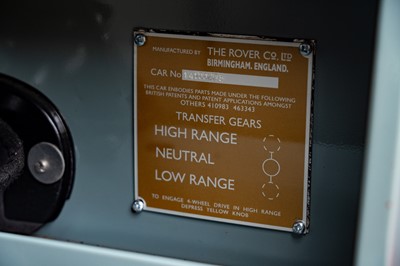 MANUFACTURED BY THE ROVER CO. LTD
BIRMINGHAM. ENGLAND.
CAR No
THIS CAR EMBODIES PARTS MADE UNDER THE FOLLOWING
BRITISH PATENTS AND PATENT APPLICATIONS AMONGST
OTHERS 410983 463343
TRANSFER GEARS
HIGH RANGE
NEUTRAL
LOW RANGE
TO ENGAGE 4-WHEEL DRIVE IN HIGH RANGE
DEPRESS YELLOW KNOB